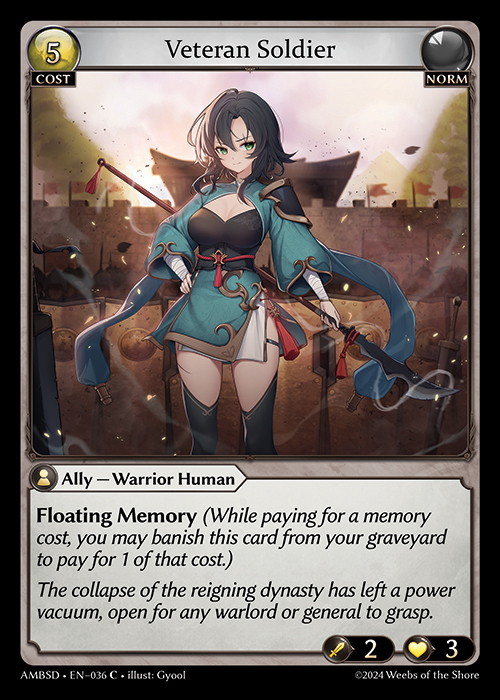 5
Veteran Soldier
COST
NORM
Ally — Warrior Human
Floating Memory (While paying for a memory
cost, you may banish this card from your graveyard
to pay for 1 of that cost.)
The collapse of the reigning dynasty has left a power
vacuum, open for any warlord or general to grasp.
2
3
AMBSD • EN–036 C • illust: Gyool
©2024 Weebs of the Shore